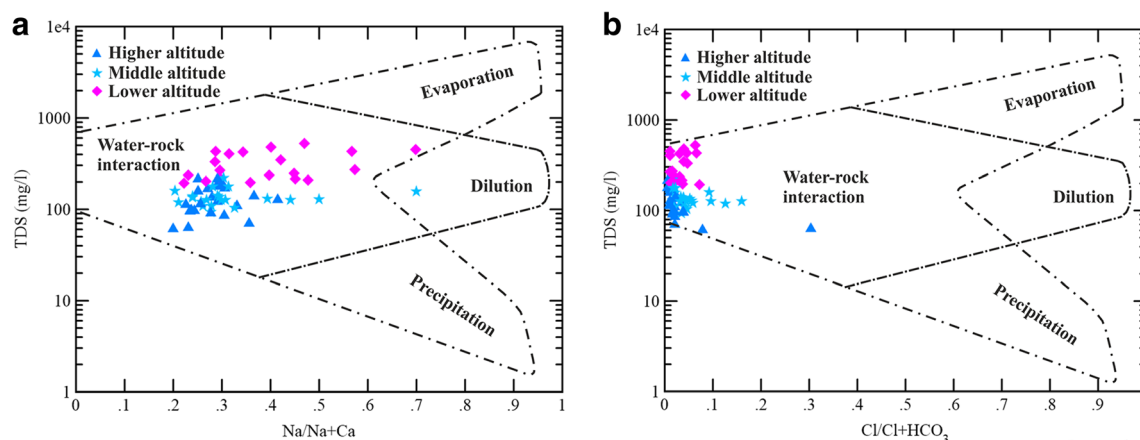 a
1e4
1000
100
10
1
TDS (mg/l)
Higher altitude
Middle altitude
Lower altitude
Evaporation
Water-rock
interaction
Dilution
Precipitation
0 .1 .2 .3 .4 .5 .6 .7 .8 .9 1
Na/Na+Ca
b
1e4
1000
100
10
1
TDS (mg/l)
Higher altitude
Middle altitude
Lower altitude
Evaporation
Water-rock
interaction
Dilution
Precipitation
0 .1 .2 .3 .4 .5 .6 .7 .8 .9
Cl/Cl+HCO3